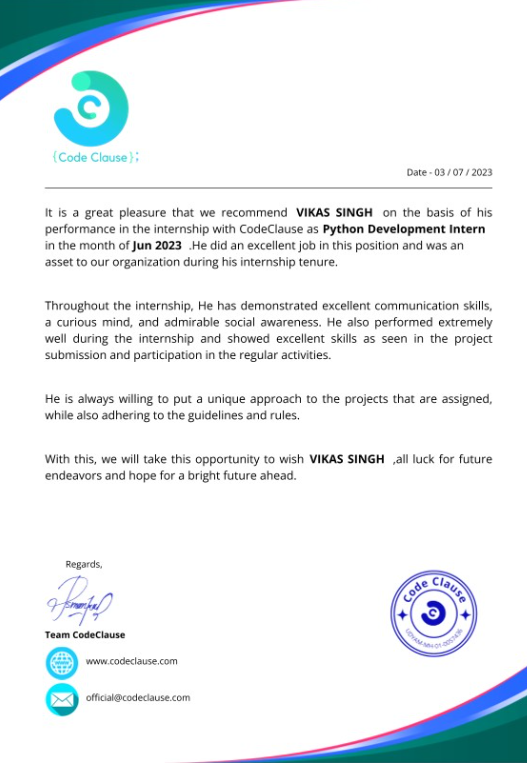 {Code Clause};
Date - 03 / 07 / 2023
It is a great pleasure that we recommend VIKAS SINGH on the basis of his
performance in the internship with CodeClause as Python Development Intern
in the month of Jun 2023 .He did an excellent job in this position and was an
asset to our organization during his internship tenure.
Throughout the internship, He has demonstrated excellent communication skills,
a curious mind, and admirable social awareness. He also performed extremely
well during the internship and showed excellent skills as seen in the project
submission and participation in the regular activities.
He is always willing to put a unique approach to the projects that are assigned,
while also adhering to the guidelines and rules.
With this, we will take this opportunity to wish VIKAS SINGH ,all luck for future
endeavors and hope for a bright future ahead.
Regards,
Code Clause
Team CodeClause
www.codeclause.com
official@codeclause.com